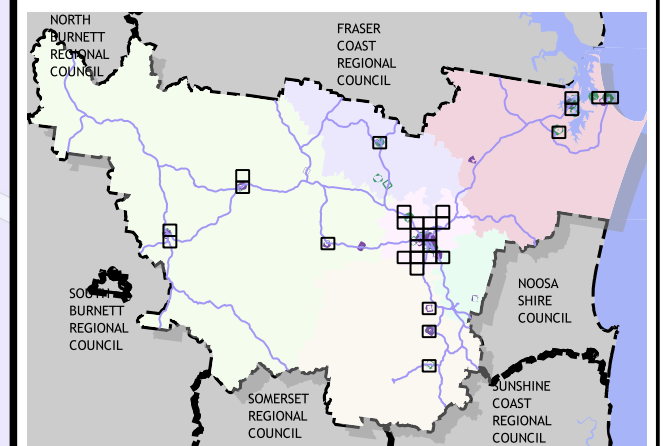 NORTH
BURNETT
REGIONAL
COUNCIL
FRASER
COAST
REGIONAL
COUNCIL
SOUTH
BURNETT
REGIONAL
COUNCIL
NOOSA
SHIRE
COUNCIL
SOMERSET
REGIONAL
COUNCIL
SUNSHINE
COAST
REGIONAL
COUNCIL